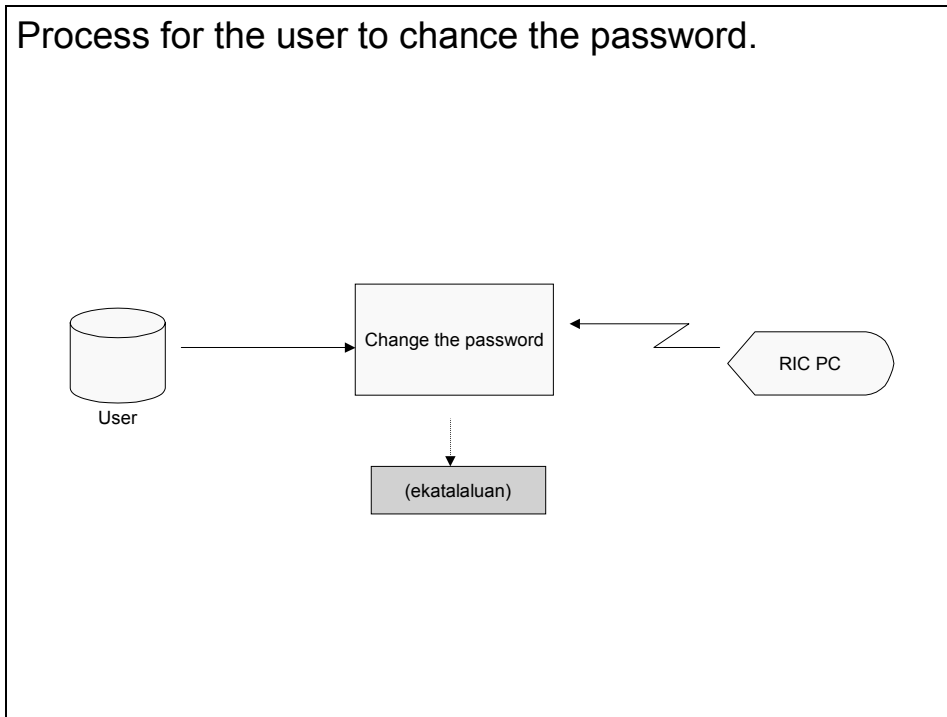 Process for the user to chance the password.
Change the password
RIC PC
User
(ekatalaluan)